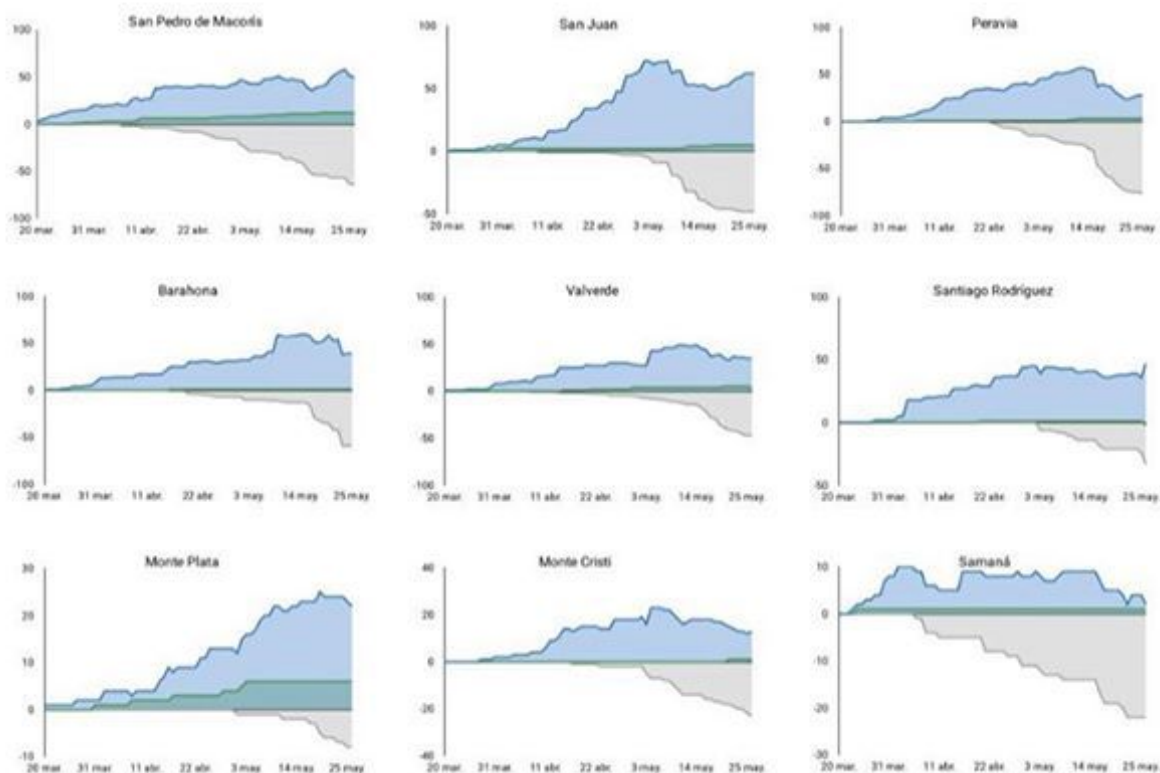 San Pedro de Macorís
100
50
0
-50
-100
20 mar. 31 mar. 11 abr. 22 abr. 3 may. 14 may. 25 may.
San Juan
100
50
0
-50
20 mar. 31 mar. 11 abr. 22 abr. 3 may. 14 may. 25 may.
Peravia
100
50
0
-50
-100
20 mar. 31 mar. 11 abr. 22 abr. 3 may. 14 may. 25 may.
Barahona
100
50
0
-50
-100
20 mar. 31 mar. 11 abr. 22 abr. 3 may. 14 may. 25 may.
Valverde
100
50
0
-50
-100
20 mar. 31 mar. 11 abr. 22 abr. 3 may. 14 may. 25 may.
Santiago Rodríguez
100
50
0
-50
20 mar. 31 mar. 11 abr. 22 abr. 3 may. 14 may. 25 may.
Monte Plata
30
20
10
0
-10
20 mar. 31 mar. 11 abr. 22 abr. 3 may. 14 may. 25 may.
Monte Cristi
40
20
0
-20
-40
20 mar. 31 mar. 11 abr. 22 abr. 3 may. 14 may. 25 may.
Samaná
10
0
-10
-20
-30
20 mar. 31 mar. 11 abr. 22 abr. 3 may. 14 may. 25 may.